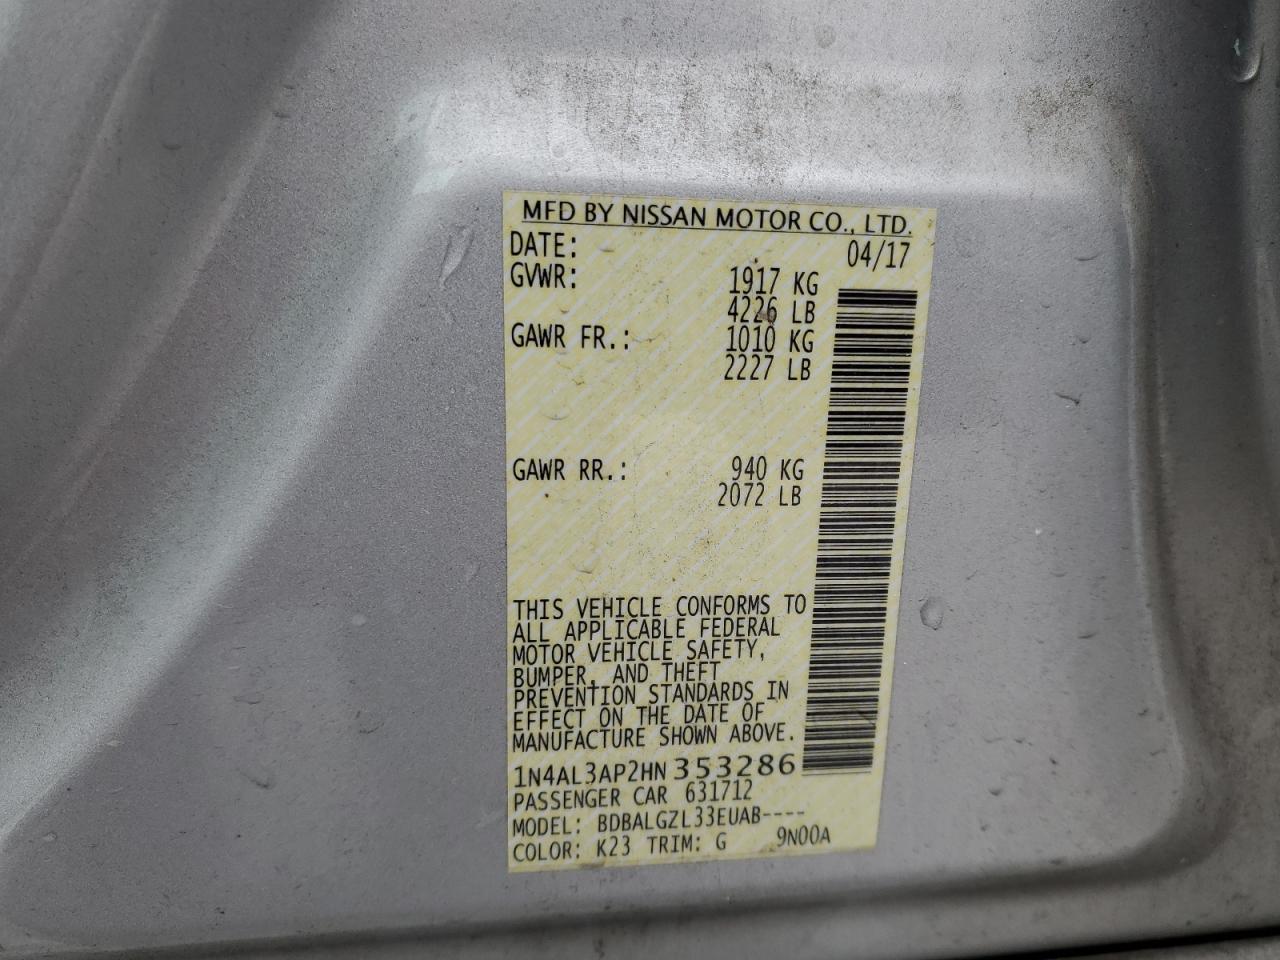 MFD BY NISSAN MOTOR CO., LTD.
DATE: 04/17
GVWR: 1917 KG
4226 LB
GAWR FR.: 1010 KG
2227 LB
GAWR RR.: 940 KG
2072 LB
THIS VEHICLE CONFORMS TO
ALL APPLICABLE FEDERAL
MOTOR VEHICLE SAFETY,
BUMPER, AND THEFT
PREVENTION STANDARDS IN
EFFECT ON THE DATE OF
MANUFACTURE SHOWN ABOVE.
1N4AL3AP2HN353286
PASSENGER CAR 631712
MODEL: BDBALGZL33EUAB----
COLOR: K23 TRIM: G 9N00A